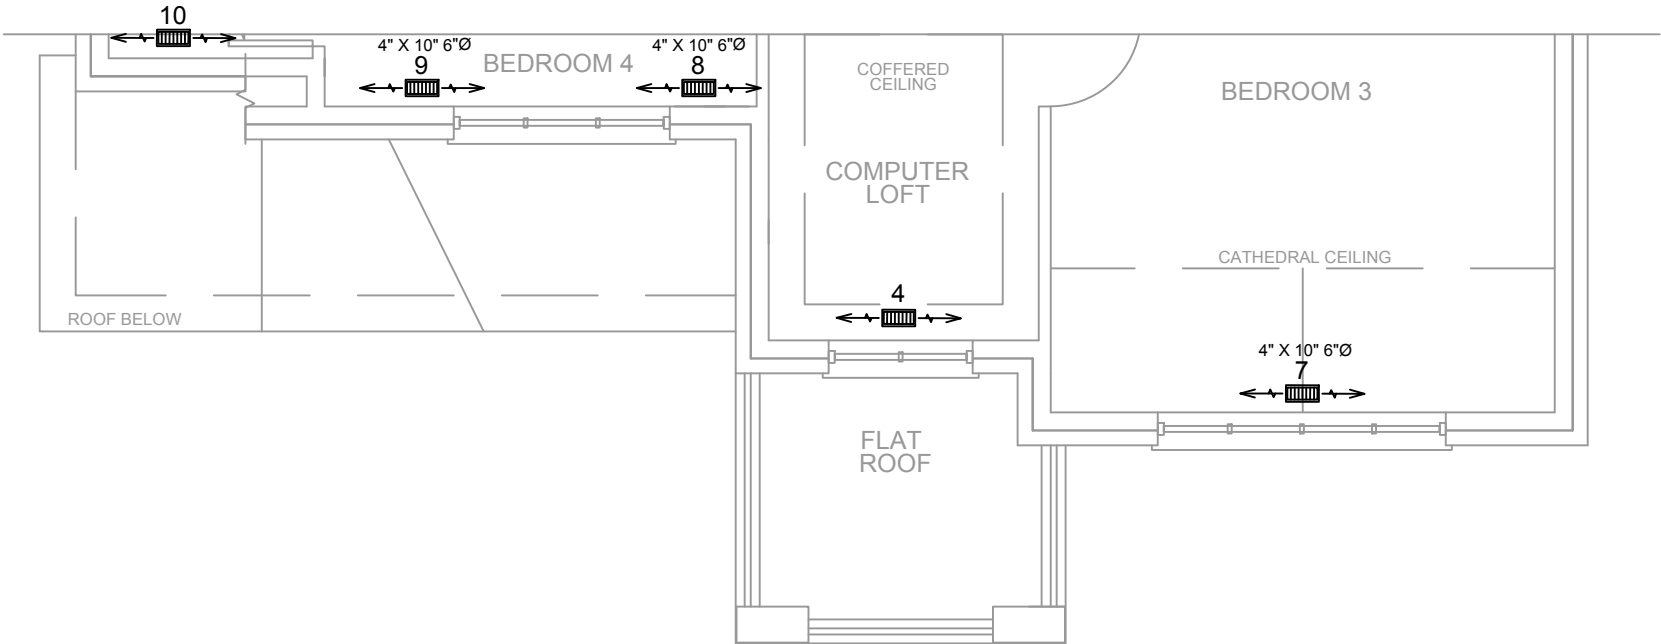 10
4" X 10" 6"Ø
9
BEDROOM 4
4" X 10" 6"Ø
8
COFFERED
CEILING
BEDROOM 3
COMPUTER
LOFT
CATHEDRAL CEILING
ROOF BELOW
4
4" X 10" 6"Ø
7
FLAT
ROOF